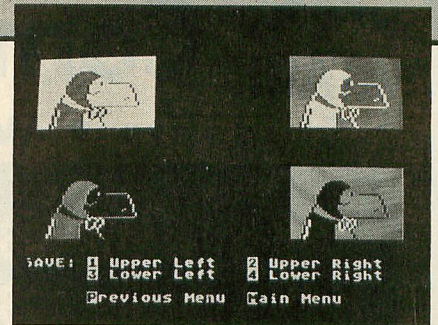 SAVE: 1 Upper Left 2 Upper Right
3 Lower Left 4 Lower Right
Previous Menu Main Menu